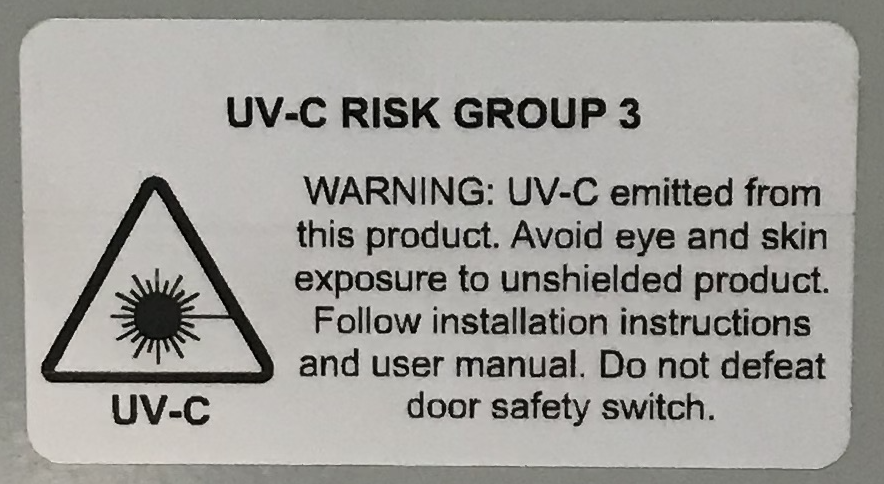 UV-C RISK GROUP 3
WARNING: UV-C emitted from
this product. Avoid eye and skin
exposure to unshielded product.
Follow installation instructions
and user manual. Do not defeat
door safety switch.
UV-C